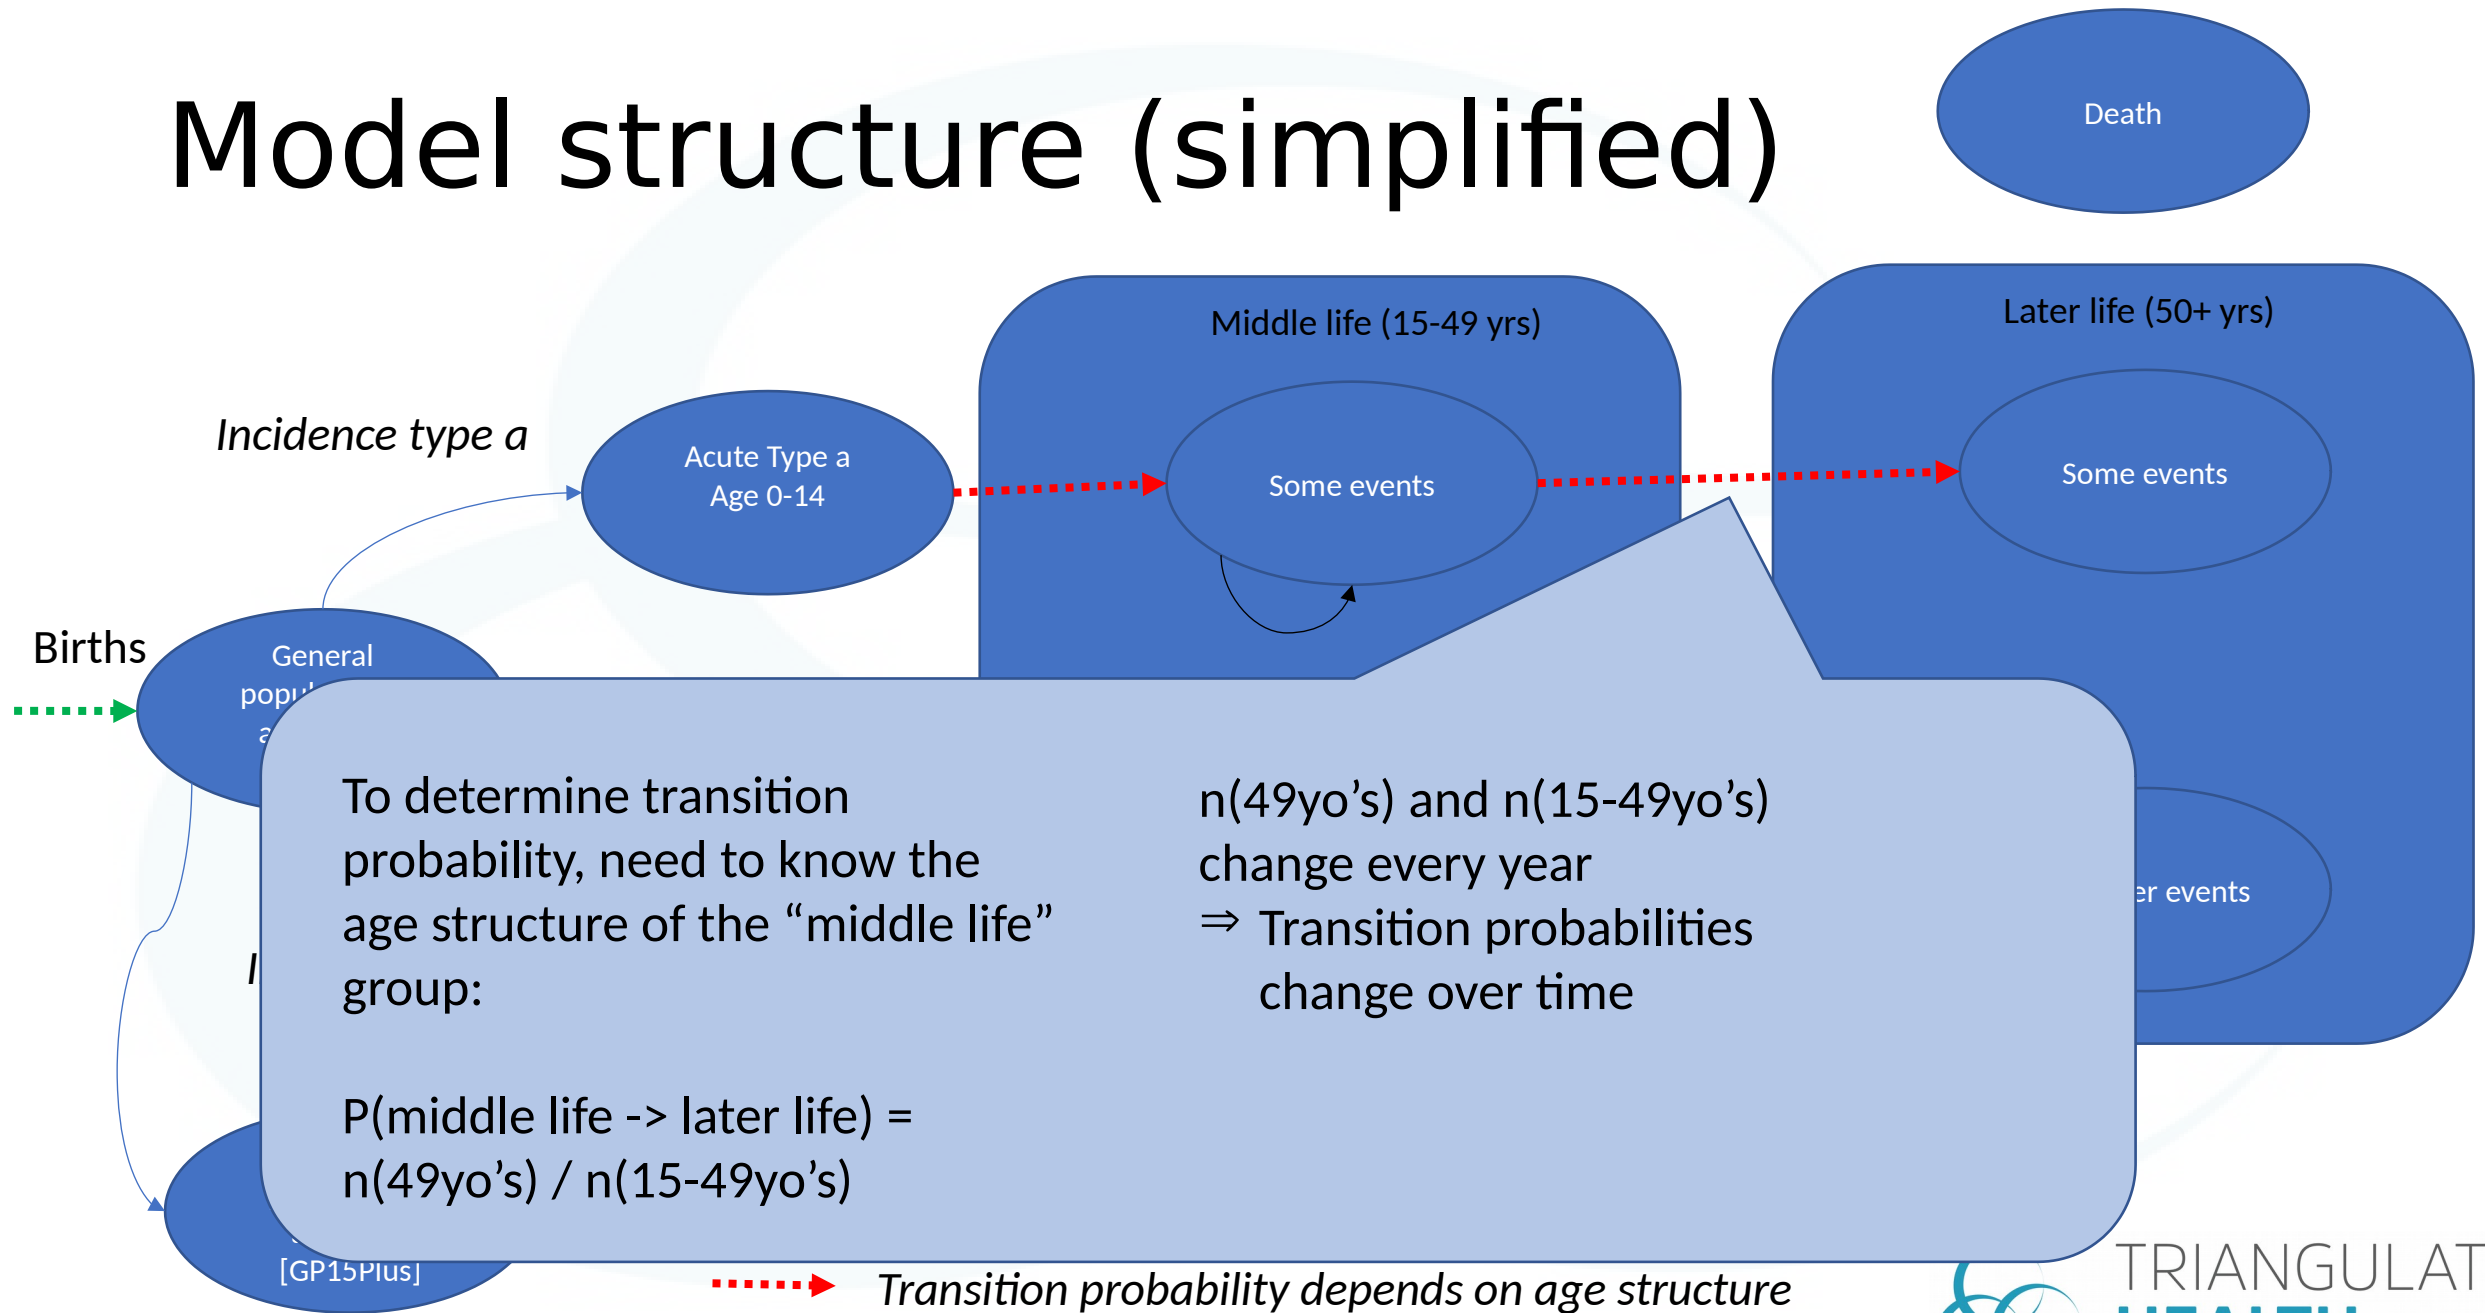 Model structure (simplified)
Death
Middle life (15-49 yrs)
Later life (50+ yrs)
Incidence type a
Acute Type a
Age 0-14
Some events
Some events
Births
General
To determine transition
probability, need to know the
age structure of the “middle life”
group:
P(middle life -> later life) =
n(49yo’s) / n(15-49yo’s)
n(49yo’s) and n(15-49yo’s)
change every year
⇒ Transition probabilities
change over time
events
[GP15Plus]
Transition probability depends on age structure